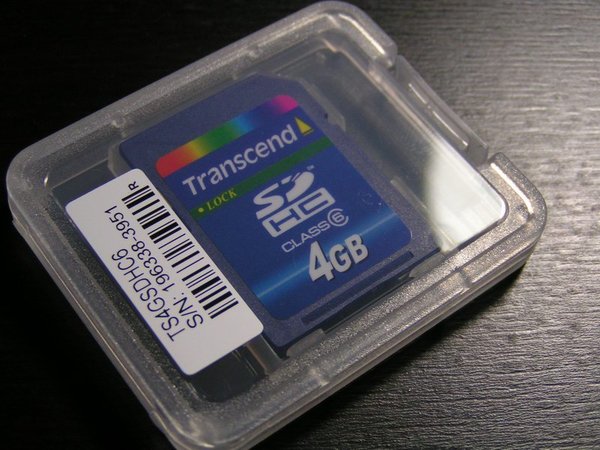 Transcend
• LOCK
SD
HC
CLASS 6
4GB
R
TS4GSDHC6
S/N: 196338-3951